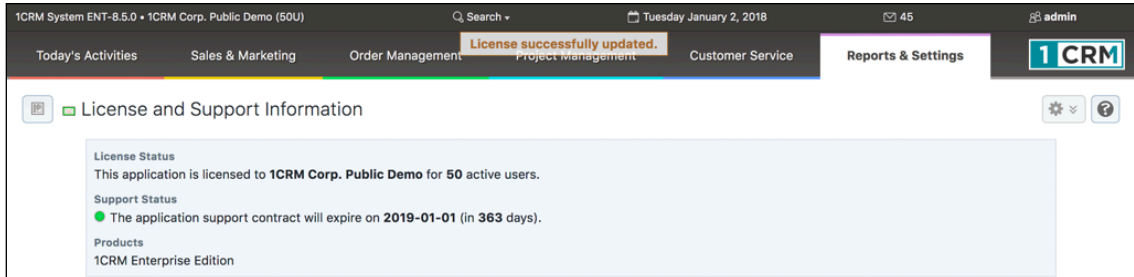 1CRM System ENT-8.5.0 • 1CRM Corp. Public Demo (50U) Search Tuesday January 2, 2018 45 admin
License successfully updated.
Today's Activities Sales & Marketing Order Management Project Management Customer Service Reports & Settings 1CRM
License and Support Information
License Status
This application is licensed to 1CRM Corp. Public Demo for 50 active users.
Support Status
The application support contract will expire on 2019-01-01 (in 363 days).
Products
1CRM Enterprise Edition